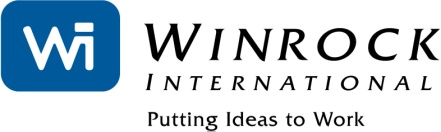 Wi
WINROCK
INTERNATIONAL
Putting Ideas to Work